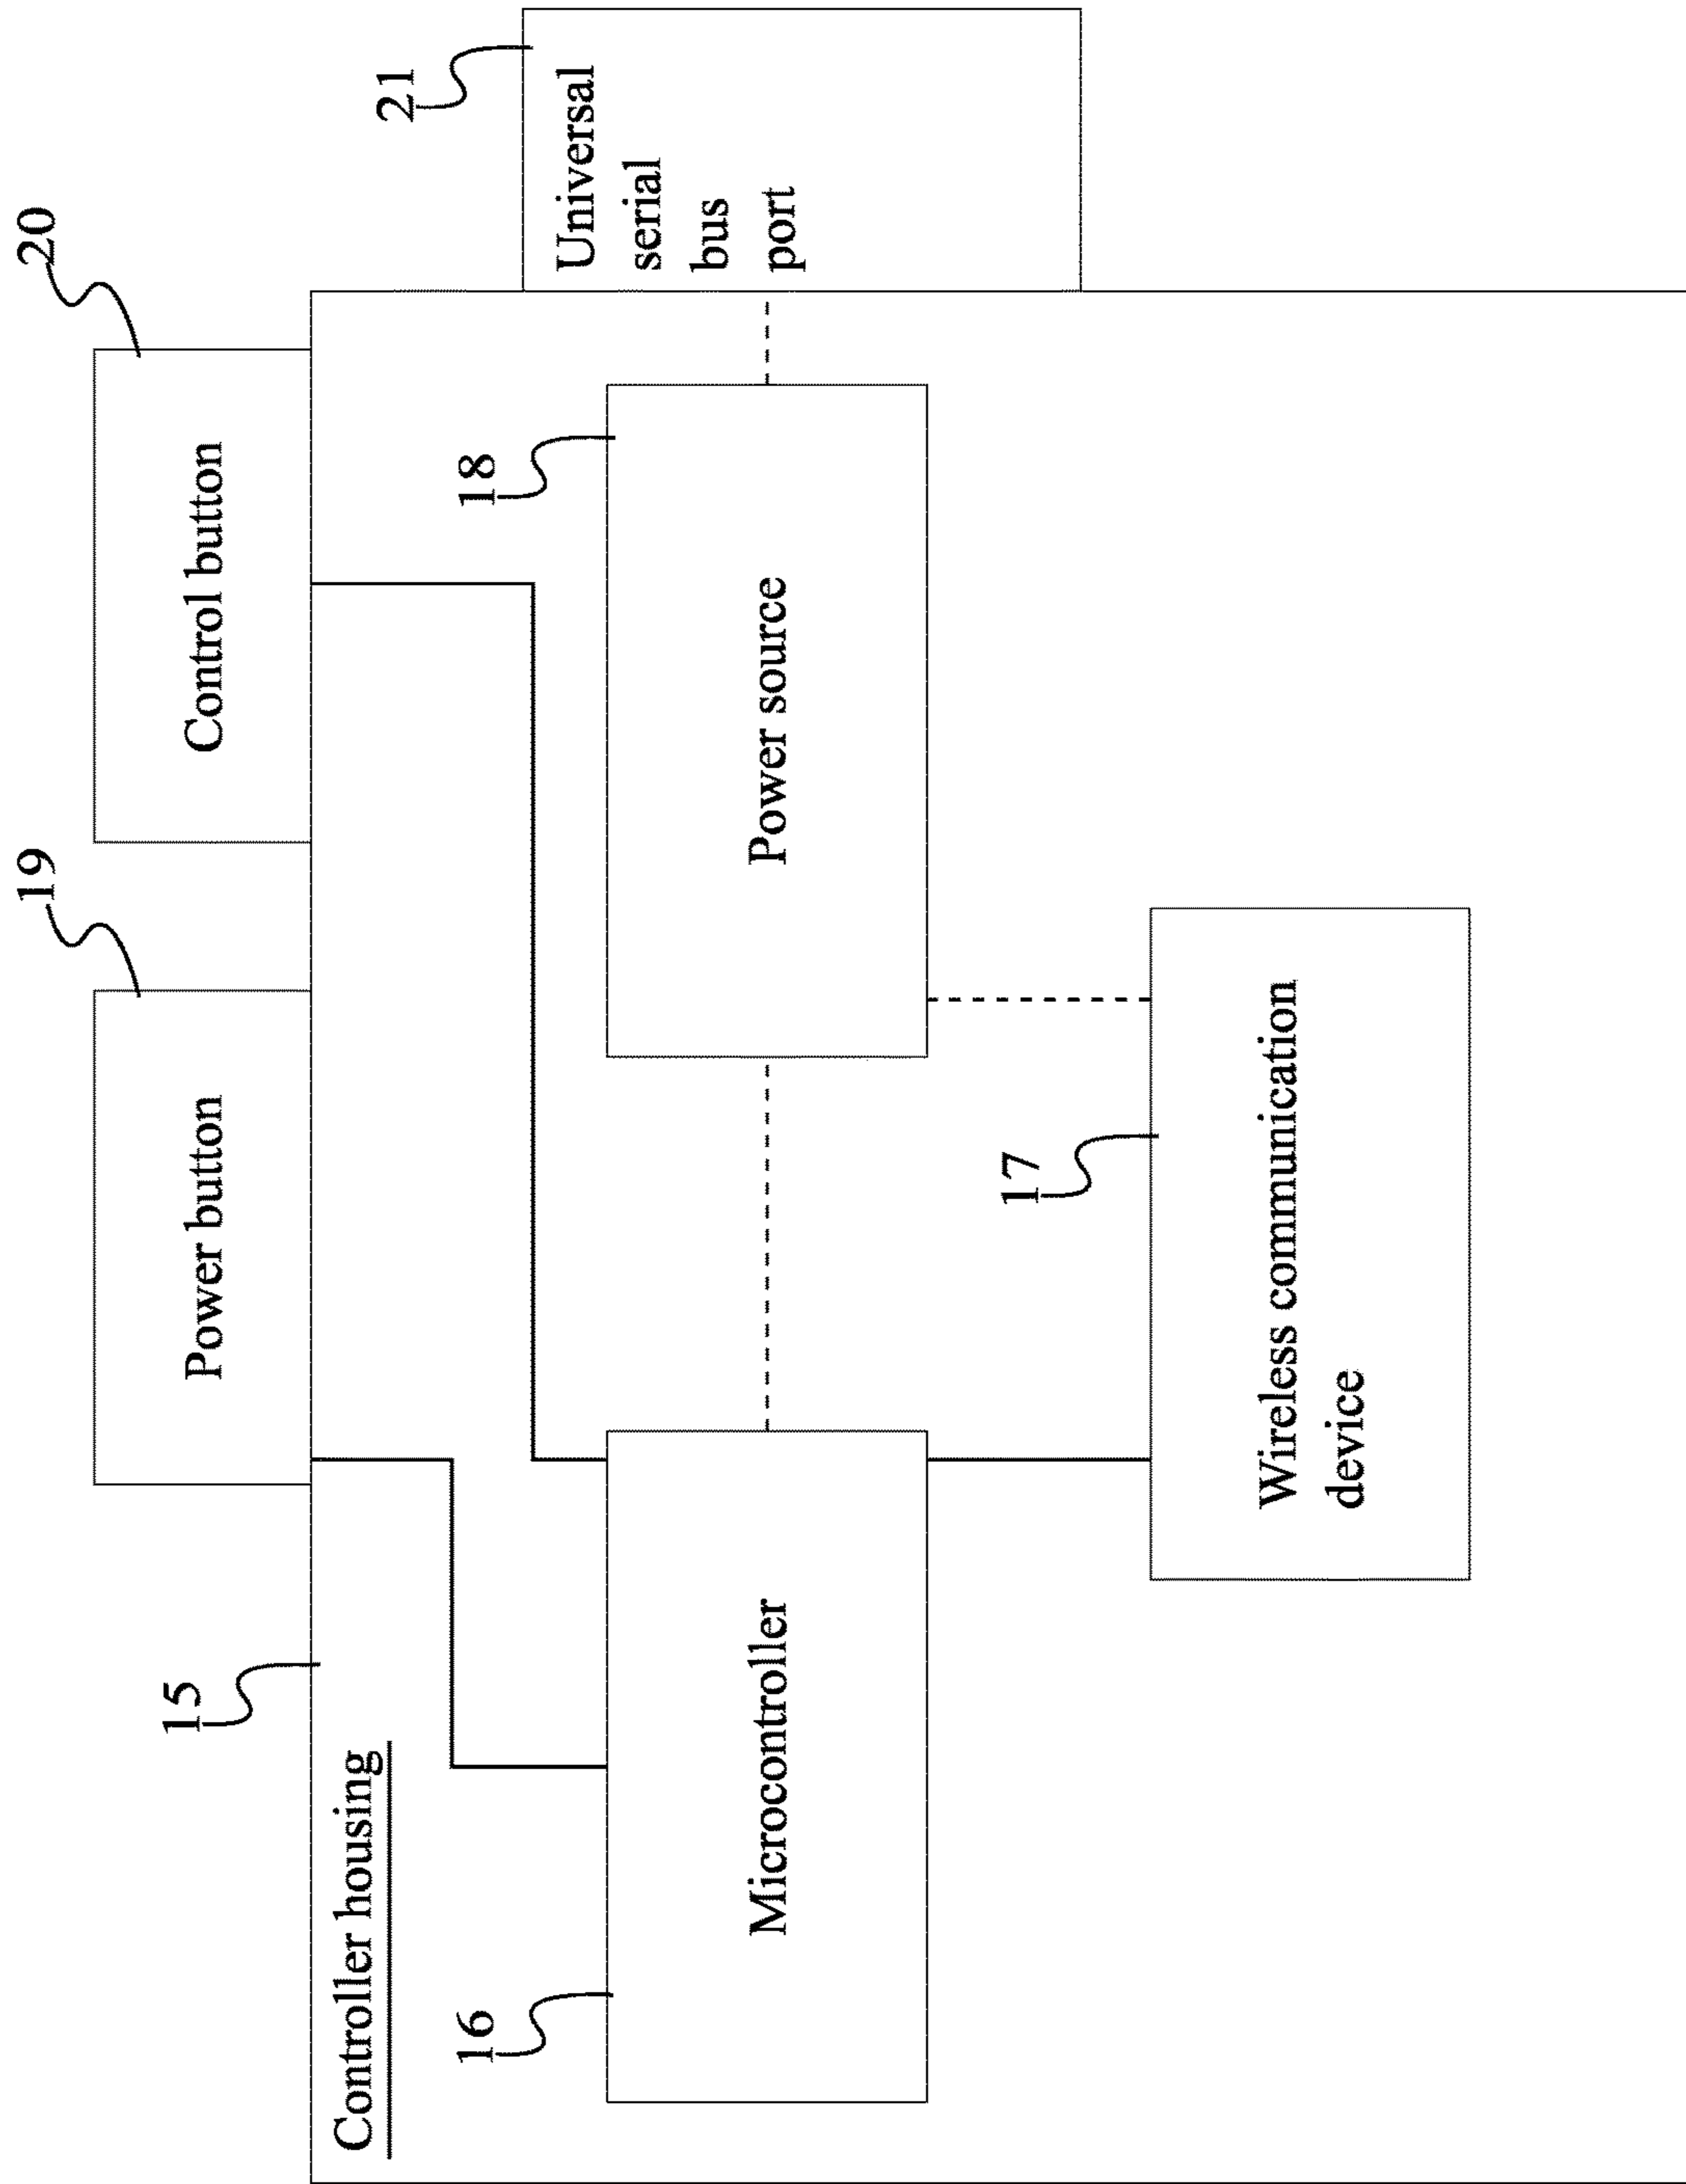 19
20
Power button
Control button
21
15
Controller housing
Universal
serial
bus
port
16
18
Microcontroller
Power source
17
Wireless communication
device